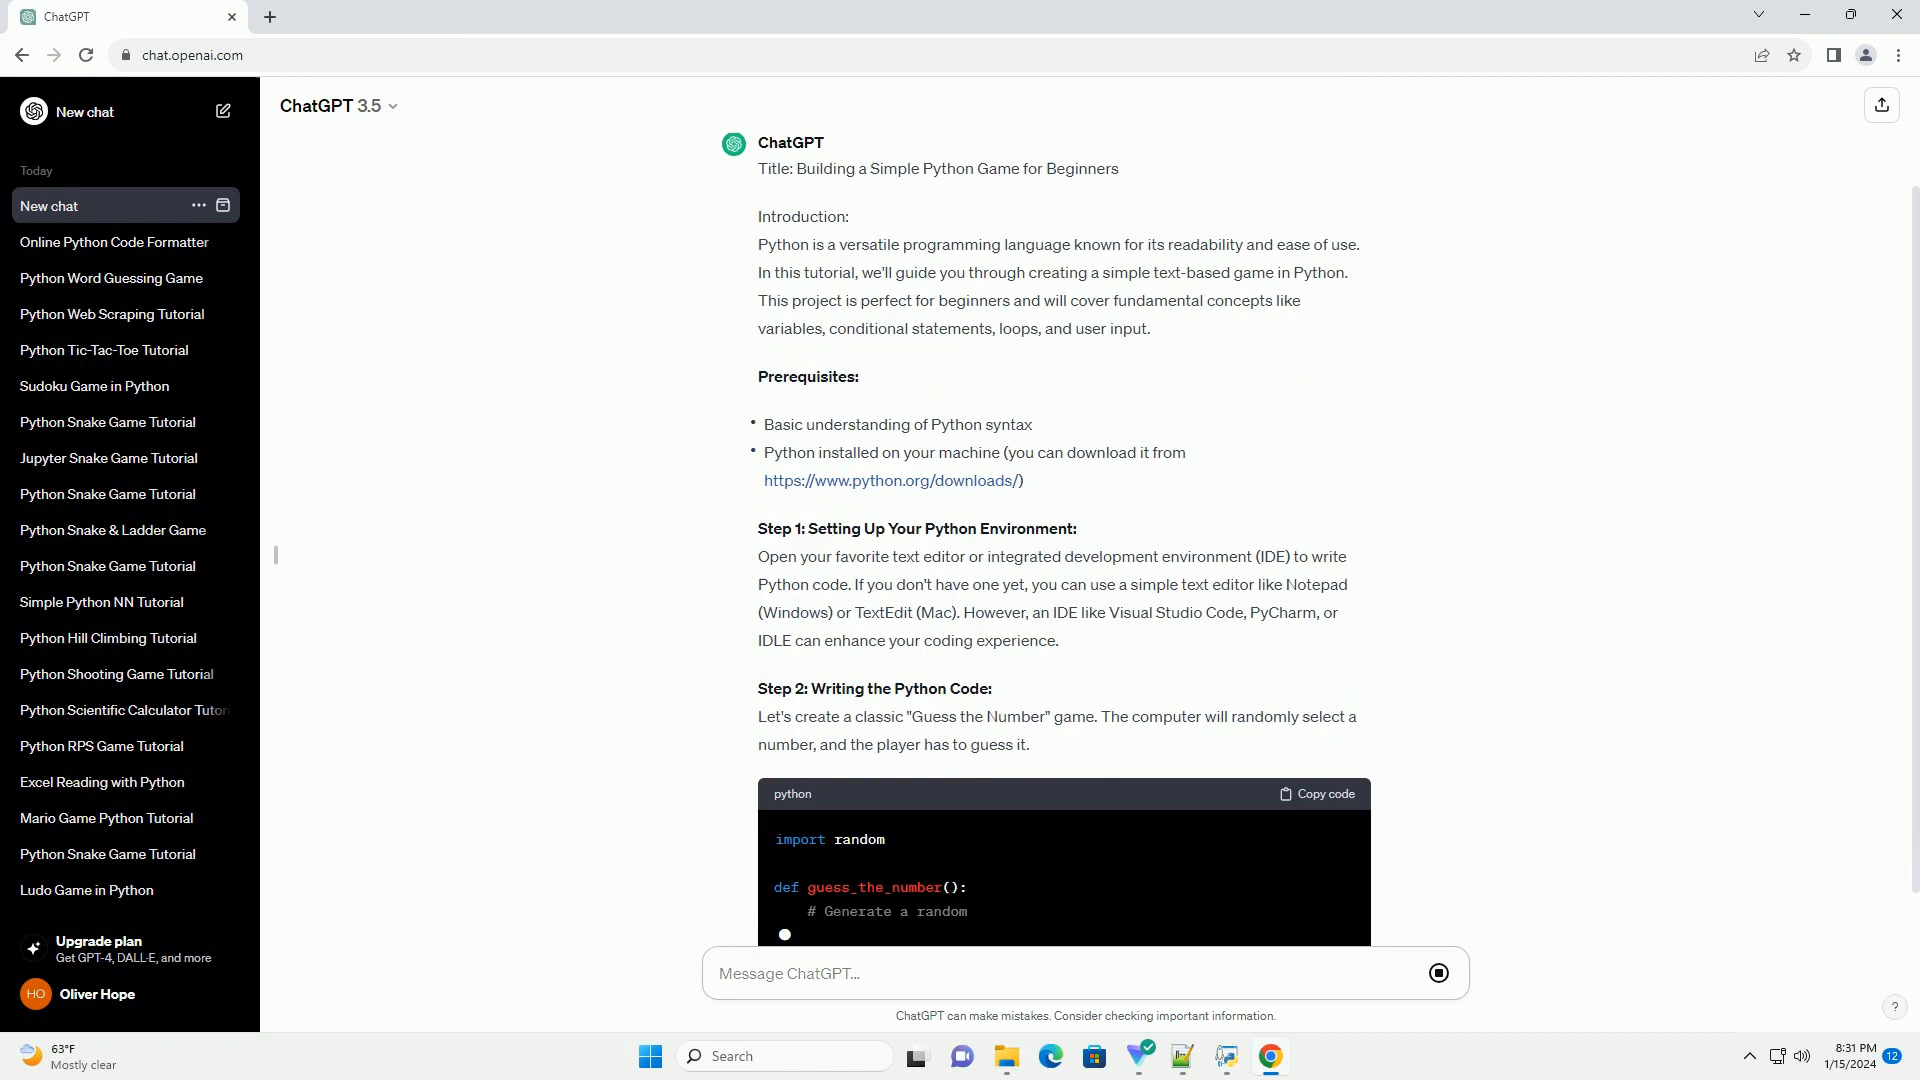 ChatGPT
chat.openai.com
New chat
Today
New chat
Online Python Code Formatter
Python Word Guessing Game
Python Web Scraping Tutorial
Python Tic-Tac-Toe Tutorial
Sudoku Game in Python
Python Snake Game Tutorial
Jupyter Snake Game Tutorial
Python Snake Game Tutorial
Python Snake & Ladder Game
Python Snake Game Tutorial
Simple Python NN Tutorial
Python Hill Climbing Tutorial
Python Shooting Game Tutorial
Python Scientific Calculator Tutori
Python RPS Game Tutorial
Excel Reading with Python
Mario Game Python Tutorial
Python Snake Game Tutorial
Ludo Game in Python
Upgrade plan
Get GPT-4, DALL·E, and more
HO Oliver Hope
ChatGPT 3.5
ChatGPT
Title: Building a Simple Python Game for Beginners
Introduction:
Python is a versatile programming language known for its readability and ease of use.
In this tutorial, we'll guide you through creating a simple text-based game in Python.
This project is perfect for beginners and will cover fundamental concepts like
variables, conditional statements, loops, and user input.
Prerequisites:
• Basic understanding of Python syntax
• Python installed on your machine (you can download it from
https://www.python.org/downloads/)
Step 1: Setting Up Your Python Environment:
Open your favorite text editor or integrated development environment (IDE) to write
Python code. If you don't have one yet, you can use a simple text editor like Notepad
(Windows) or TextEdit (Mac). However, an IDE like Visual Studio Code, PyCharm, or
IDLE can enhance your coding experience.
Step 2: Writing the Python Code:
Let's create a classic "Guess the Number" game. The computer will randomly select a
number, and the player has to guess it.
python Copy code
import random
def guess_the_number():
# Generate a random
Message ChatGPT...
ChatGPT can make mistakes. Consider checking important information.
?
63°F
Mostly clear
Search
8:31 PM
1/15/2024
12